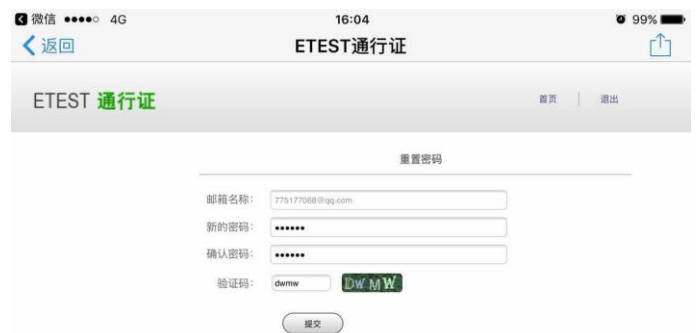 微信 4G 16:04 99%
返回 ETEST通行证
ETEST 通行证 首页 退出
重置密码
邮箱名称: 775177068@qq.com
新的密码: ••••••
确认密码: ••••••
验证码: dwmw DWMW
提交